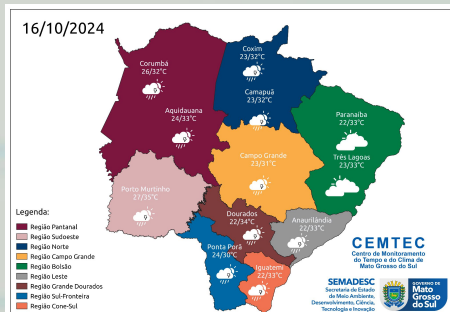 16/10/2024
Corumbá
26/32°C
Coxim
23/32°C
Camapuã
23/32°C
Aquidauana
24/33°C
Paranaíba
22/33°C
Três Lagoas
23/33°C
Campo Grande
23/31°C
Porto Murtinho
27/35°C
Dourados
22/34°C
Anaurilândia
22/33°C
Ponta Porã
24/30°C
Iguatemi
22/33°C
Legenda:
Região Pantanal
Região Sudoeste
Região Norte
Região Campo Grande
Região Bolsão
Região Leste
Região Grande Dourados
Região Sul-Fronteira
Região Cone-Sul
CEMTEC
Centro de Monitoramento
do Tempo e do Clima de
Mato Grosso do Sul
SEMADESC
Secretaria de Estado
de Meio Ambiente,
Desenvolvimento, Ciência,
Tecnologia e Inovação
GOVERNO DE
Mato
Grosso
do Sul